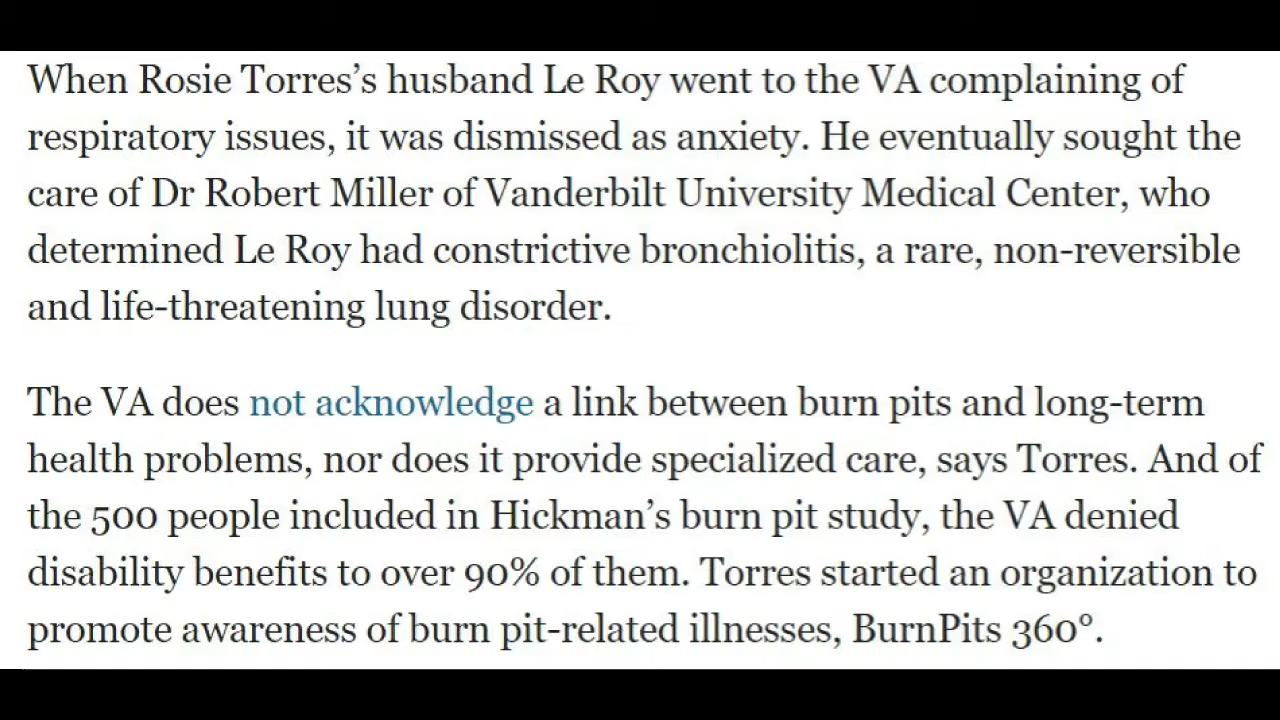 When Rosie Torres’s husband Le Roy went to the VA complaining of
respiratory issues, it was dismissed as anxiety. He eventually sought the
care of Dr Robert Miller of Vanderbilt University Medical Center, who
determined Le Roy had constrictive bronchiolitis, a rare, non-reversible
and life-threatening lung disorder.
The VA does not acknowledge a link between burn pits and long-term
health problems, nor does it provide specialized care, says Torres. And of
the 500 people included in Hickman’s burn pit study, the VA denied
disability benefits to over 90% of them. Torres started an organization to
promote awareness of burn pit-related illnesses, BurnPits 360°.